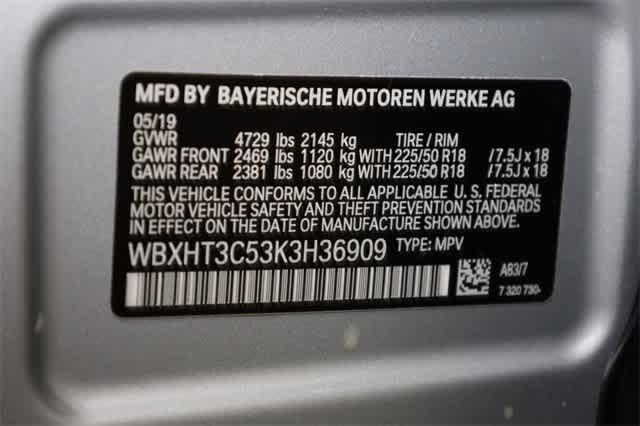 MFD BY BAYERISCHE MOTOREN WERKE AG
05/19
GVWR 4729 lbs 2145 kg TIRE / RIM
GAWR FRONT 2469 lbs 1120 kg WITH 225/50 R18 / 7.5J x 18
GAWR REAR 2381 lbs 1080 kg WITH 225/50 R18 / 7.5J x 18
THIS VEHICLE CONFORMS TO ALL APPLICABLE U. S. FEDERAL
MOTOR VEHICLE SAFETY AND THEFT PREVENTION STANDARDS
IN EFFECT ON THE DATE OF MANUFACTURE SHOWN ABOVE.
WBXHT3C53K3H36909 TYPE: MPV
A83/7
7 320 730-